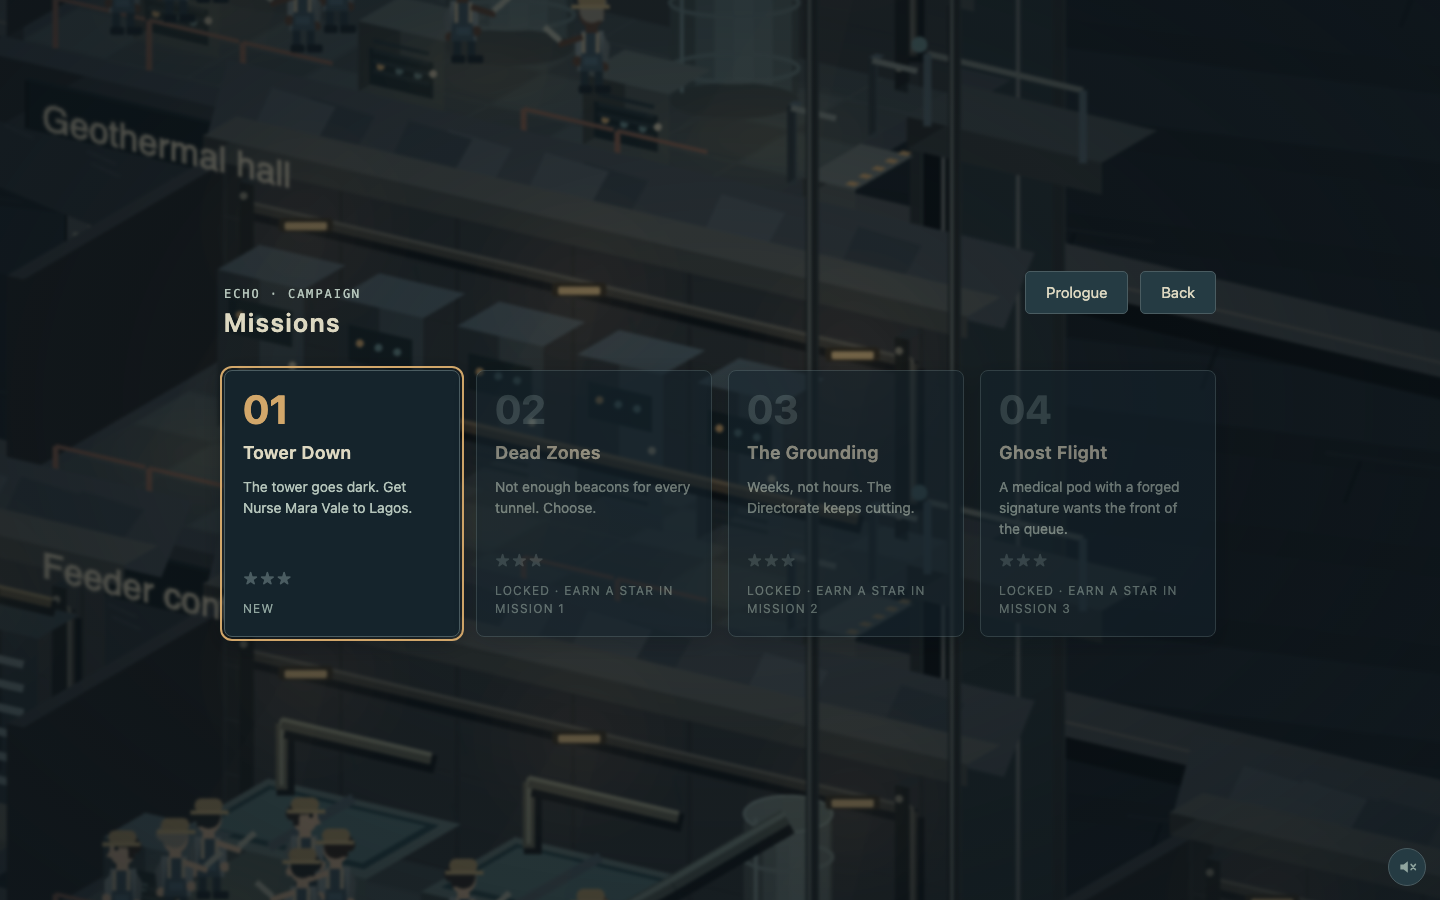 Geothermal hall
ECHO · CAMPAIGN
Missions
Prologue
Back
01
Tower Down
The tower goes dark. Get
Nurse Mara Vale to Lagos.
NEW
02
Dead Zones
Not enough beacons for every
tunnel. Choose.
LOCKED · EARN A STAR IN
MISSION 1
03
The Grounding
Weeks, not hours. The
Directorate keeps cutting.
LOCKED · EARN A STAR IN
MISSION 2
04
Ghost Flight
A medical pod with a forged
signature wants the front of
the queue.
LOCKED · EARN A STAR IN
MISSION 3
Feeder